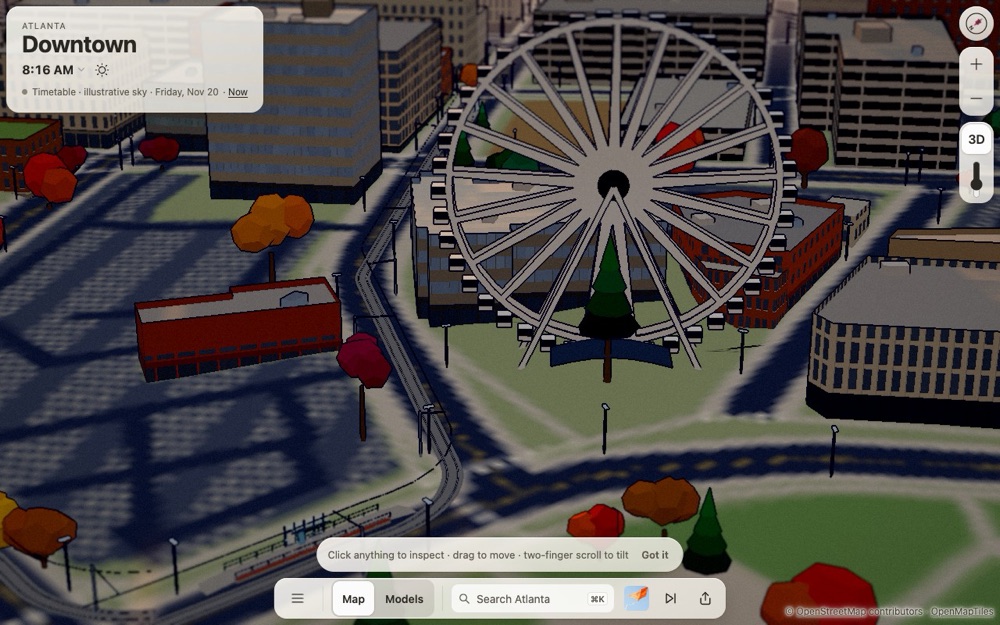 ATLANTA
Downtown
8:16 AM
Timetable · illustrative sky · Friday, Nov 20 · Now
3D
Click anything to inspect · drag to move · two-finger scroll to tilt Got it
Map Models Search Atlanta ⌘K
© OpenStreetMap contributors · OpenMapTiles